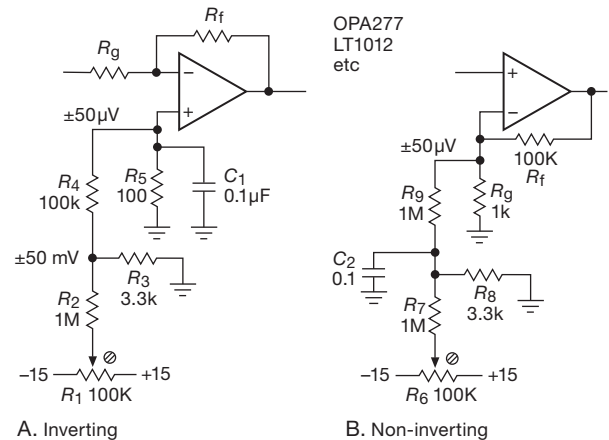 Rf
Rg
−
+
±50µV
R4
100k
R5
100
C1
0.1µF
±50 mV
R3
3.3k
R2
1M
−15
+15
R1 100K
A. Inverting
OPA277
LT1012
etc
+
−
±50µV
100K
Rf
R9
1M
Rg
1k
C2
0.1
R8
3.3k
R7
1M
−15
+15
R6 100K
B. Non-inverting